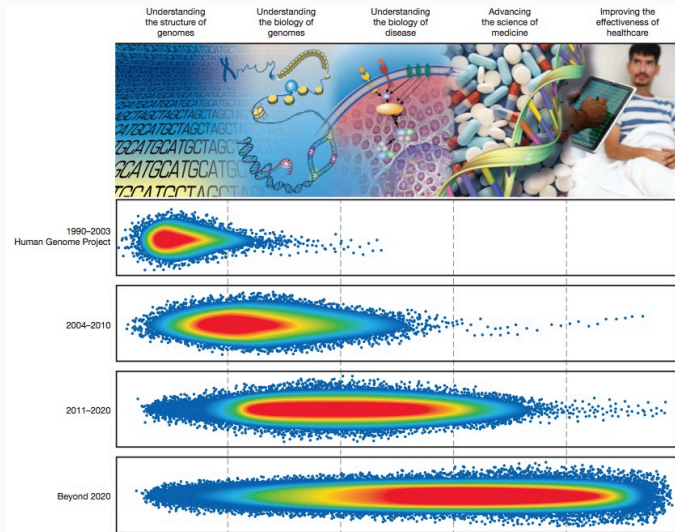 Understanding
the structure of
genomes
Understanding
the biology of
genomes
Understanding
the biology of
disease
Advancing
the science of
medicine
Improving the
effectiveness of
healthcare
1990–2003
Human Genome Project
2004–2010
2011–2020
Beyond 2020